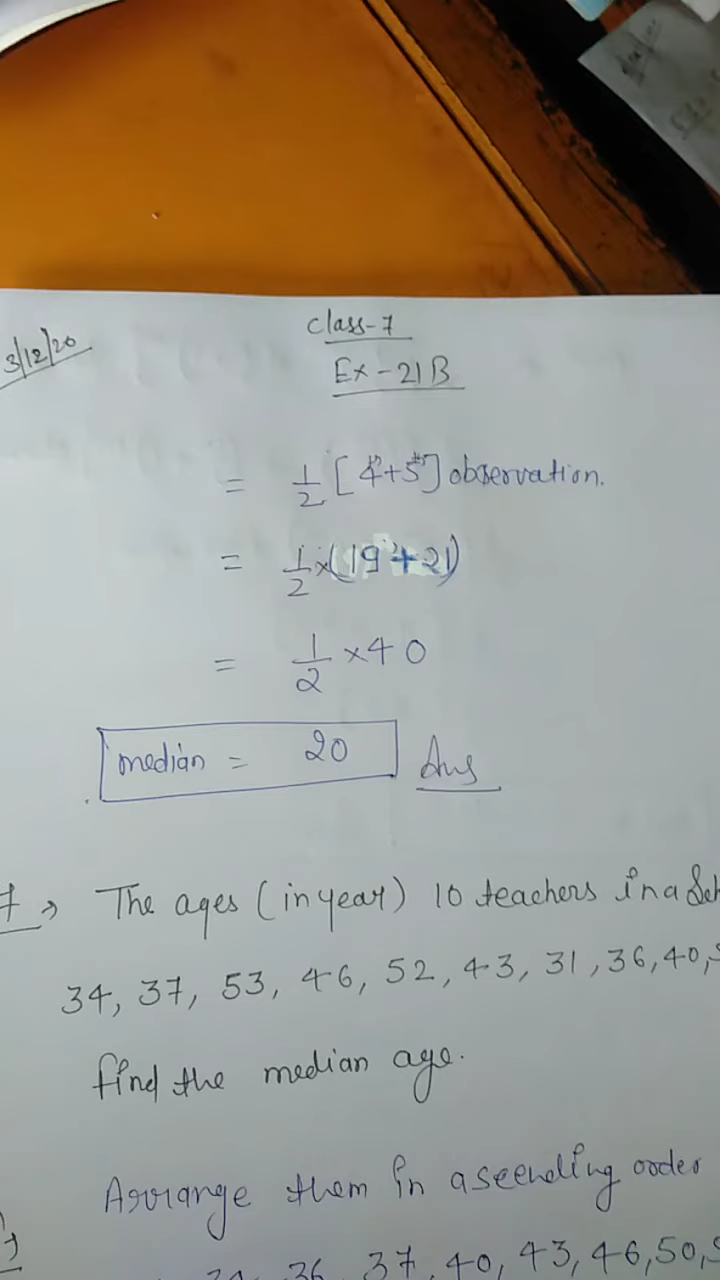 3/12/20
Class-7
Ex-21B
= 1/2 [4th+5th] observation.
= 1/2×(19+21)
= 1/2 ×40
median = 20 Ans
7→ The ages (in year) 10 teachers in a Sch
34, 37, 53, 46, 52, 43, 31, 36, 40,
find the median age.
Arrange them in ascending order
36, 37, 40, 43, 46, 50,